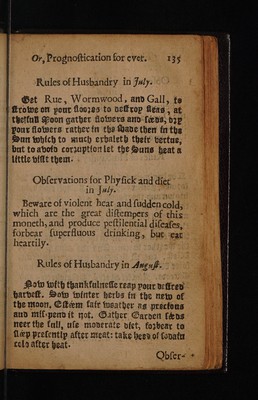 Or, Prognostication for ever. 135
Rules of Husbandry in July.
Get Rue, Wormwood, and Gall, to
strowe on your floores to destroy fleas, at
the full Moon gather flowers and seeds, dry
your flowers rather in the shade then in the
Sun which to much exhaleth their vertue,
but to avoid corruption let the Suns heat a
little visit them.
Observations for Physick and diet
in July.
Beware of violent heat and sudden cold,
which are the great distempers of this
moneth, and produce pestilential diseases,
forbear superfluous drinking, but eat
heartily.
Rules of Husbandry in August.
Now with thankfulnesse reap your desired
harvest. Sow winter herbs in the new of
the moon. Esteem fair weather as precious
and mis-spend it not. Gather Garden seeds
neer the full, use moderate diet, forbear to
sleep presently after meat: take heed of sodain
cold after heat.
Obser-